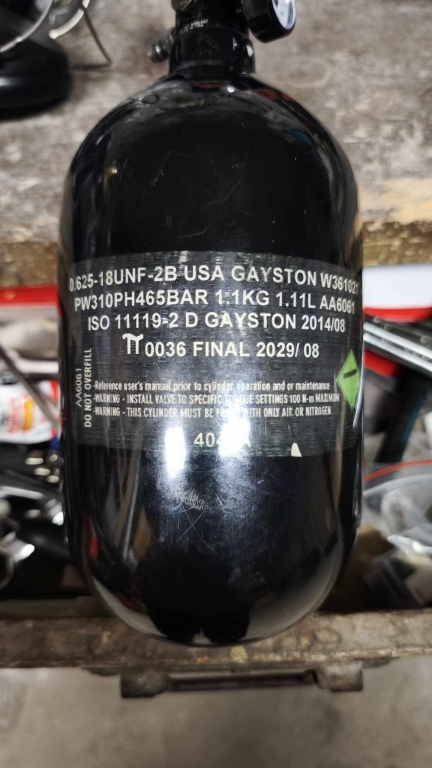 0.625-18UNF-2B USA GAYSTON W361021
PW310PH465BAR 1.1KG 1.11L AA6061
ISO 11119-2 D GAYSTON 2014/08
π 0036 FINAL 2029/ 08
AA6061
DO NOT OVERFILL
-Reference user's manual prior to cylinder operation and or maintenance
-WARNING - INSTALL VALVE TO SPECIFIC TORQUE SETTINGS 100 N-m MAXIMUM
-WARNING - THIS CYLINDER MUST BE WITH ONLY AIR OR NITROGEN